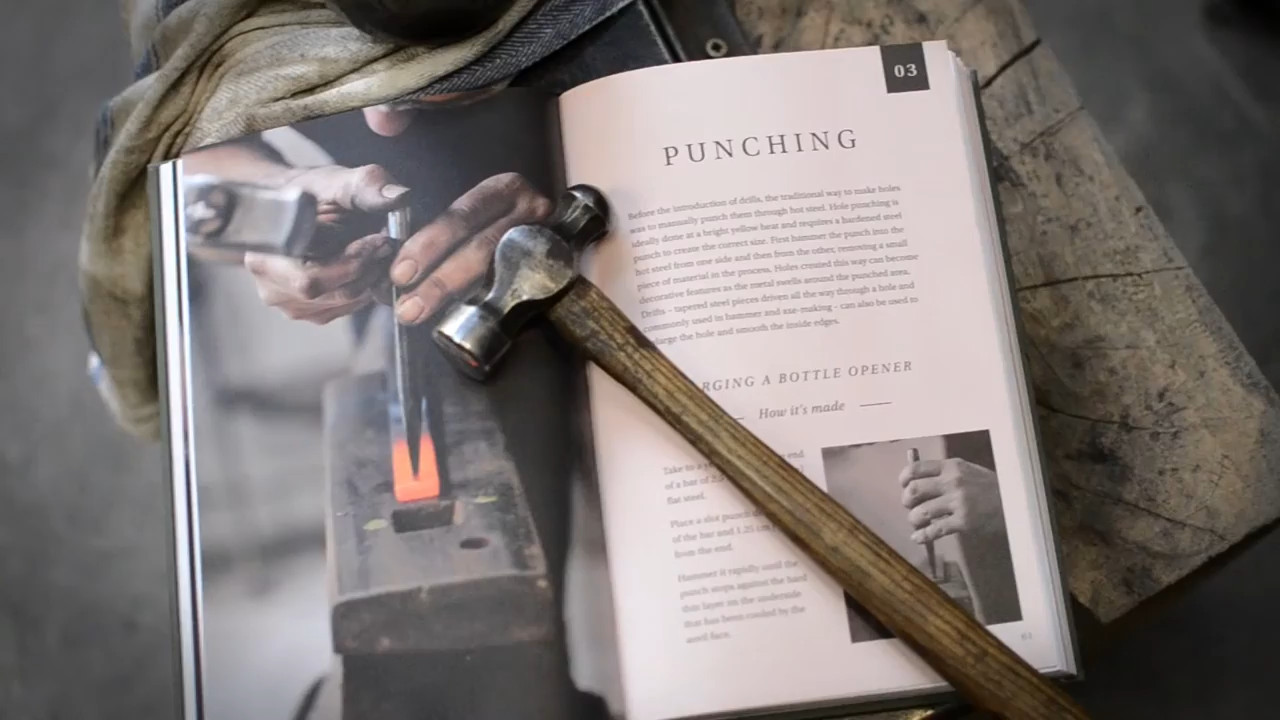 03
PUNCHING
Before the introduction of drills, the traditional way to make holes
was to manually punch them through hot steel. Hole punching is
ideally done at a bright yellow heat and requires a hardened steel
punch to create the correct size. First hammer the punch into the
hot steel from one side and then from the other, removing a small
piece of material in the process. Holes created this way can become
decorative features as the metal swells around the punched area.
Drifts – tapered steel pieces driven all the way through a hole and
commonly used in hammer and axe-making – can also be used to
the hole and smooth the inside edges.
A BOTTLE OPENER
How it's made
Take to a end
of a bar of
flat steel.
Place a slot punch
of the bar and 1.25 cm
from the end.
Hammer it rapidly until the
punch stops against the hard
thin layer on the underside
that has been cooled by the
anvil face.